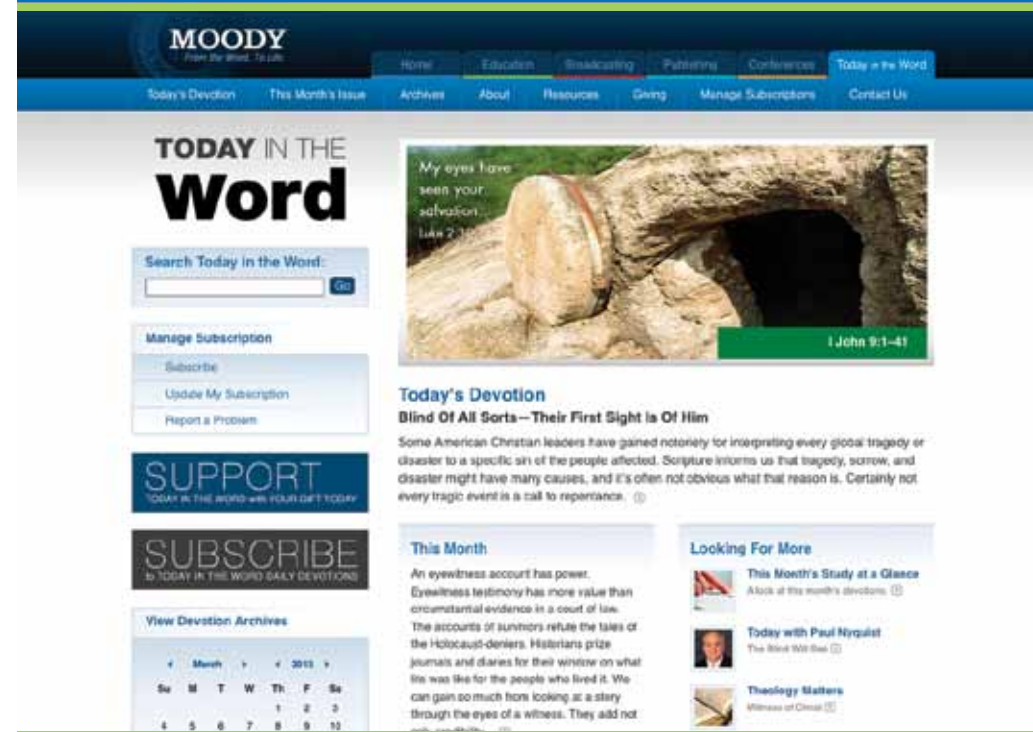 MOODY
From the Word. To Life.
Home Education Broadcasting Publishing Conferences Today in the Word
Today's Devotion This Month's Issue Archives About Resources Giving Manage Subscriptions Contact Us
TODAY IN THE
Word
My eyes have
seen your
salvation
Luke 2:30
I John 9:1–41
Search Today in the Word:
Go
Manage Subscription
Subscribe
Update My Subscription
Report a Problem
SUPPORT
TODAY IN THE WORD with YOUR GIFT TODAY
SUBSCRIBE
to TODAY IN THE WORD DAILY DEVOTIONS
View Devotion Archives
March 2013
Su M T W Th F Sa
1 2 3
4 5 6 7 8 9 10
Today's Devotion
Blind Of All Sorts—Their First Sight Is Of Him
Some American Christian leaders have gained notoriety for interpreting every global tragedy or
disaster to a specific sin of the people affected. Scripture informs us that tragedy, sorrow, and
disaster might have many causes, and it's often not obvious what that reason is. Certainly not
every tragic event is a call to repentance.
This Month
An eyewitness account has power.
Eyewitness testimony has more value than
circumstantial evidence in a court of law.
The accounts of survivors refute the tales of
the Holocaust-deniers. Historians prize
journals and diaries for their window on what
life was like for the people who lived it. We
can gain so much from looking at a story
through the eyes of a witness. They add not
Looking For More
This Month's Study at a Glance
A look at this month's devotions.
Today with Paul Nyquist
The Blind Will See
Theology Matters
Witness of Christ